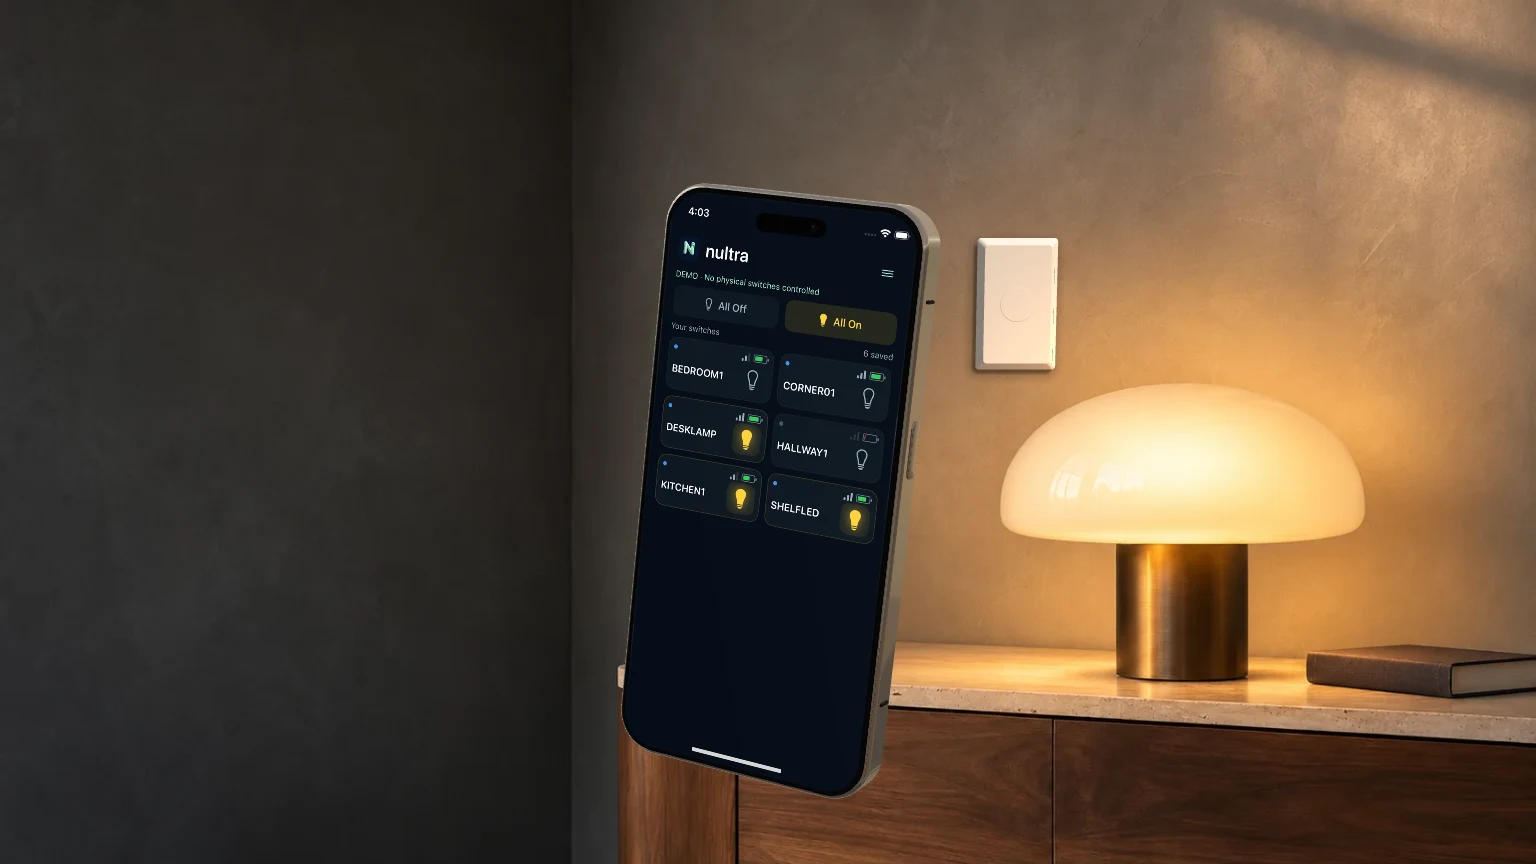 4:03
nultra
DEMO · No physical switches controlled
All Off
All On
Your switches
6 saved
BEDROOM1
CORNER01
DESKLAMP
HALLWAY1
KITCHEN1
SHELFLED